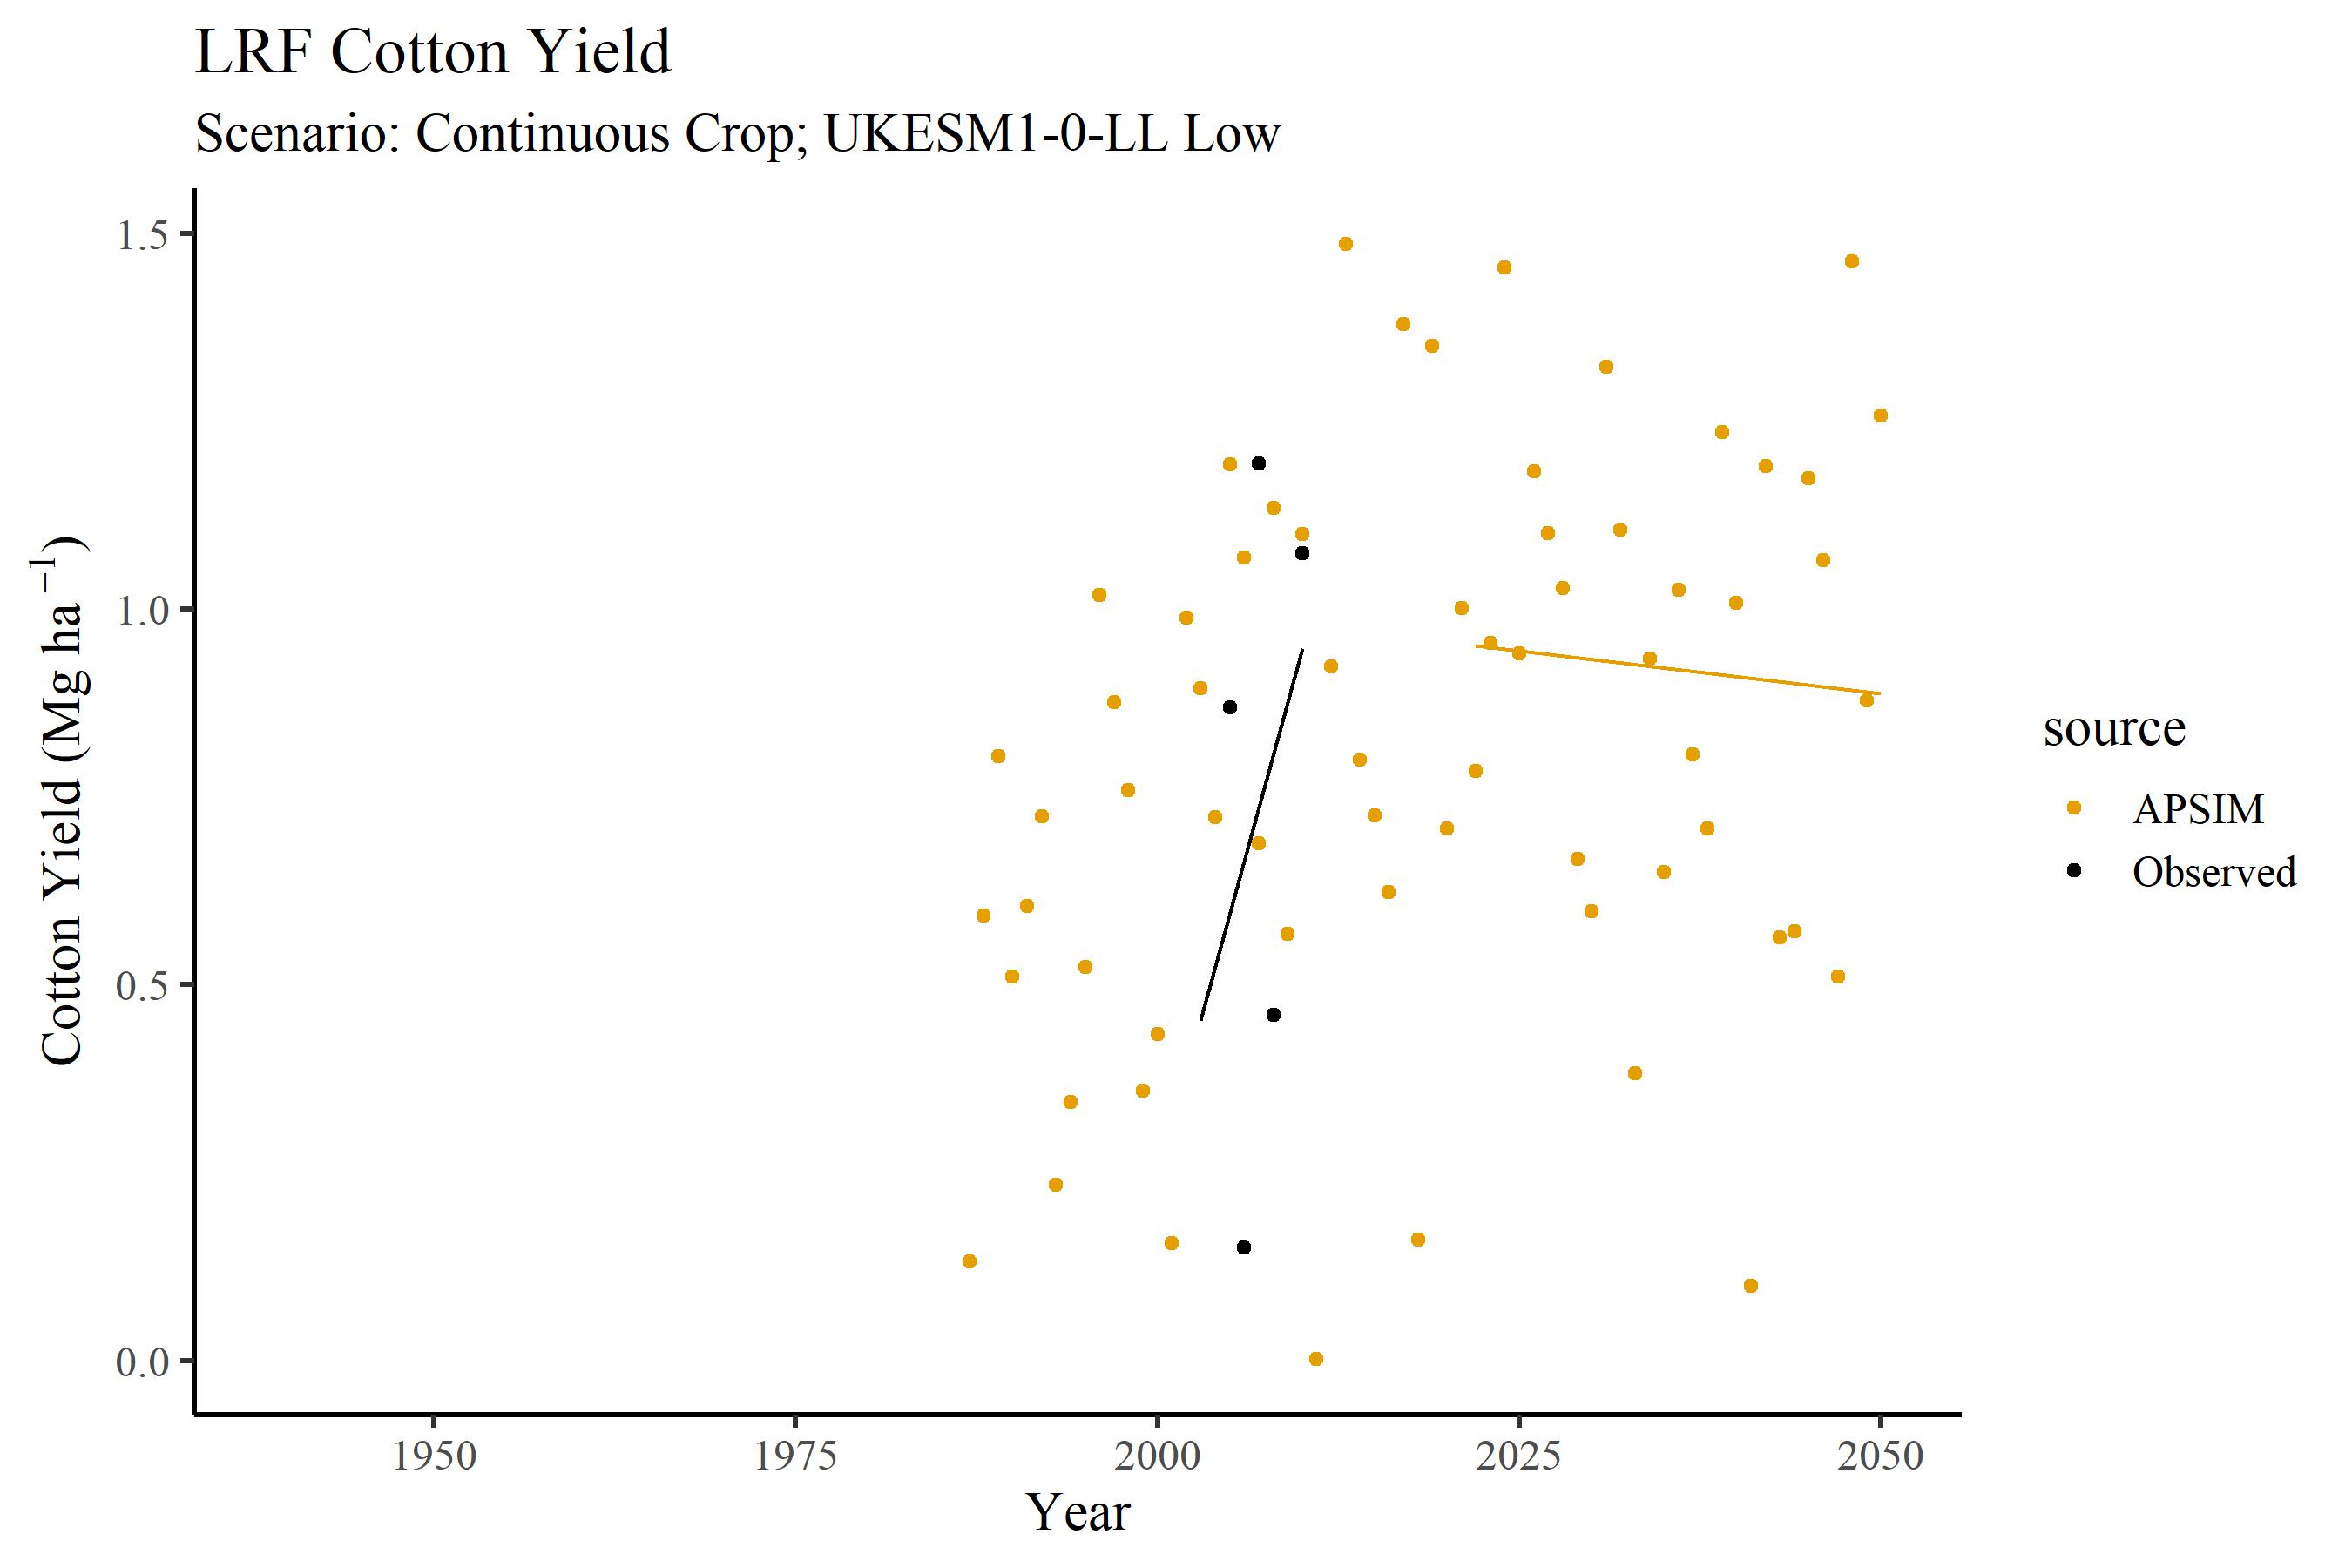 LRF Cotton Yield
Scenario: Continuous Crop; UKESM1-0-LL Low
Cotton Yield (Mg ha −1)
1.5
1.0
0.5
0.0
1950 1975 2000 2025 2050
Year
source
APSIM
Observed